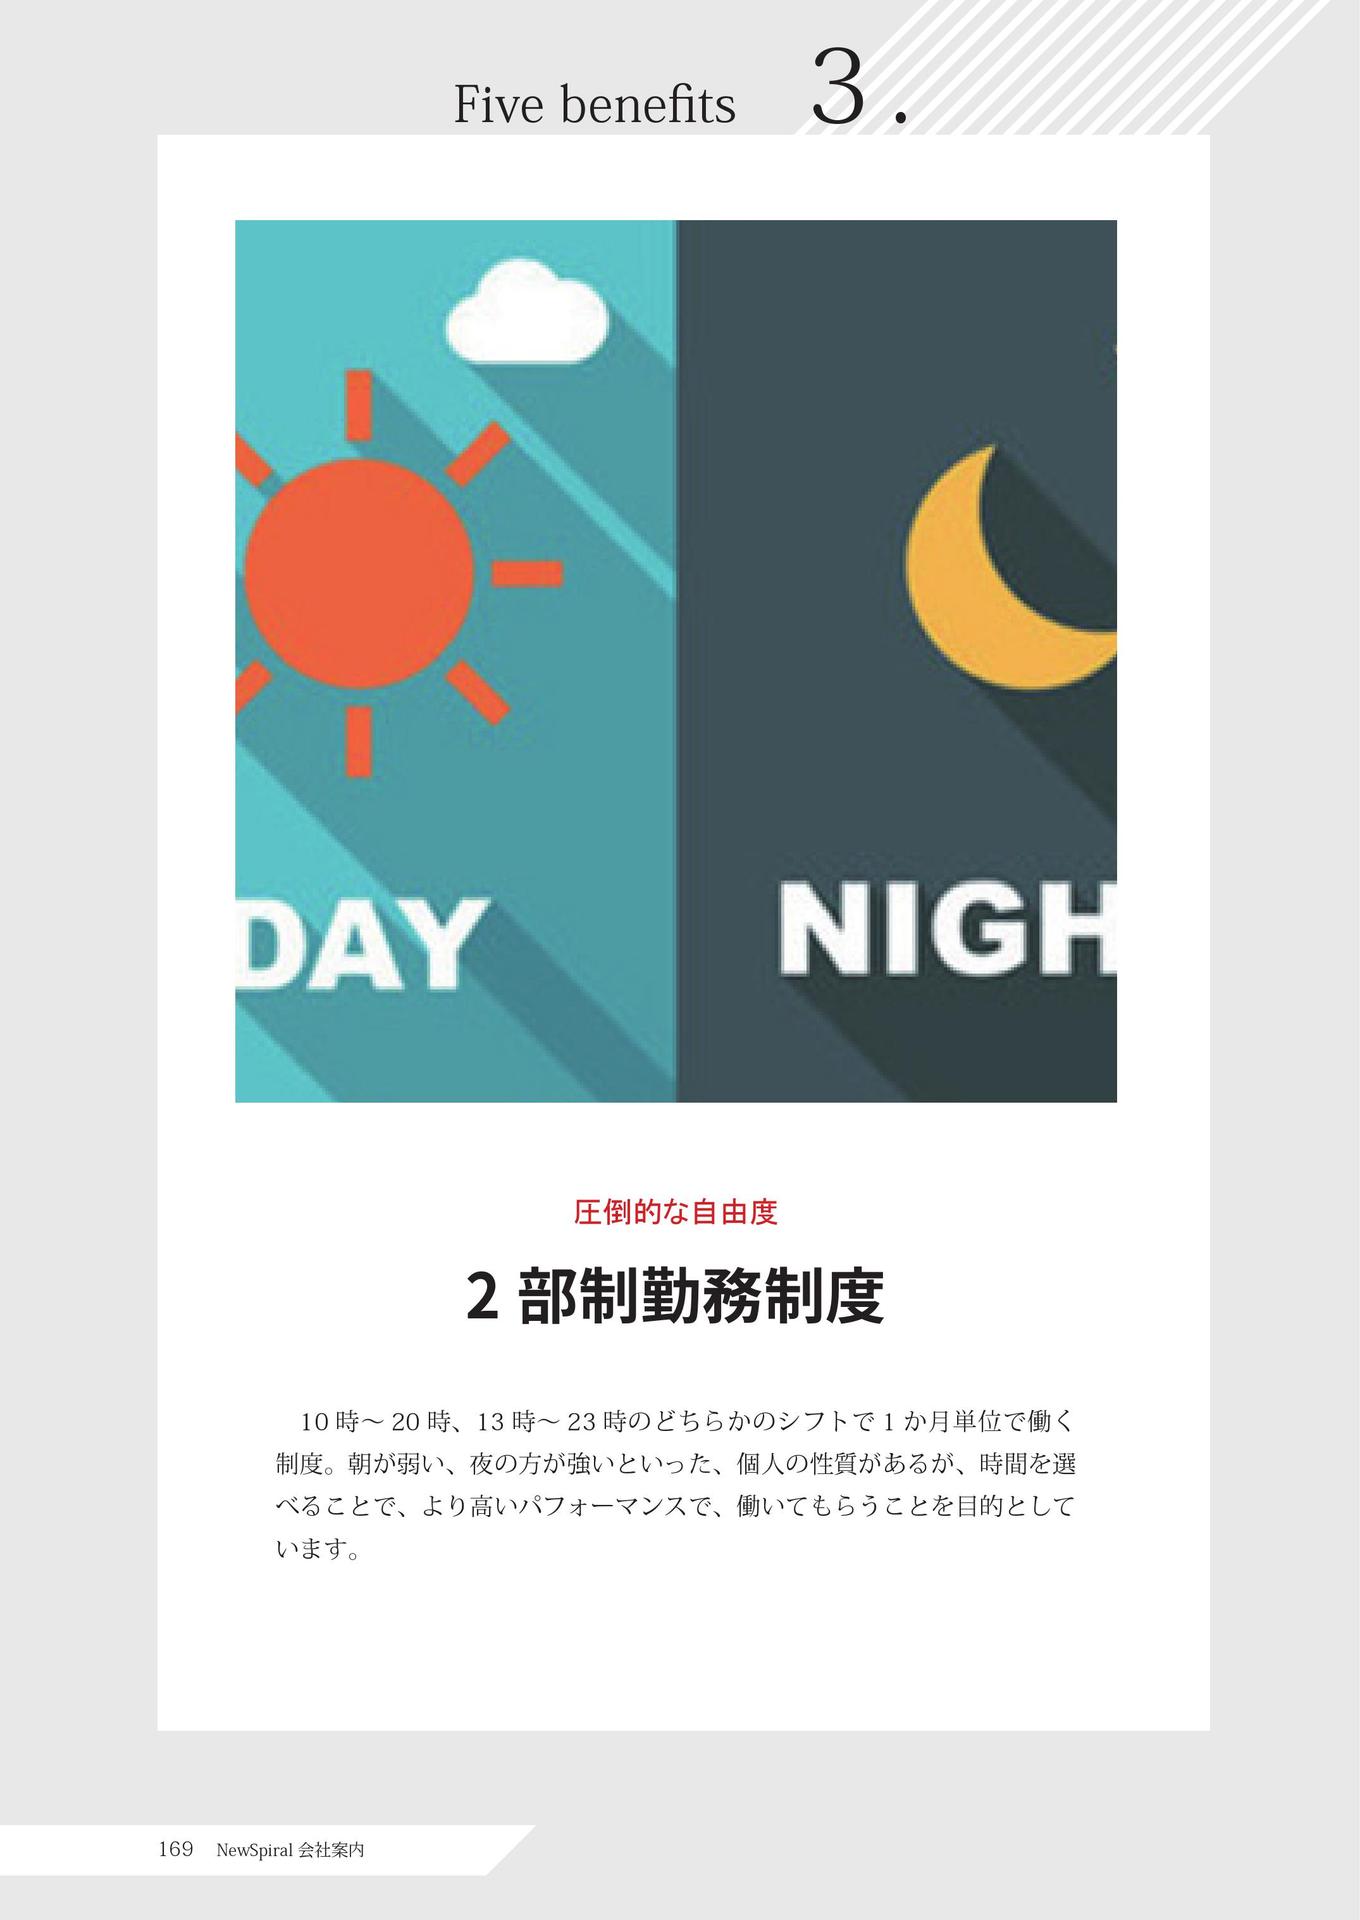 Five benefits 3.
DAY
NIGH
圧倒的な自由度
2 部制勤務制度
10 時〜 20 時、13 時〜 23 時のどちらかのシフトで 1 か月単位で働く
制度。朝が弱い、夜の方が強いといった、個人の性質があるが、時間を選
べることで、より高いパフォーマンスで、働いてもらうことを目的として
います。
169 NewSpiral 会社案内